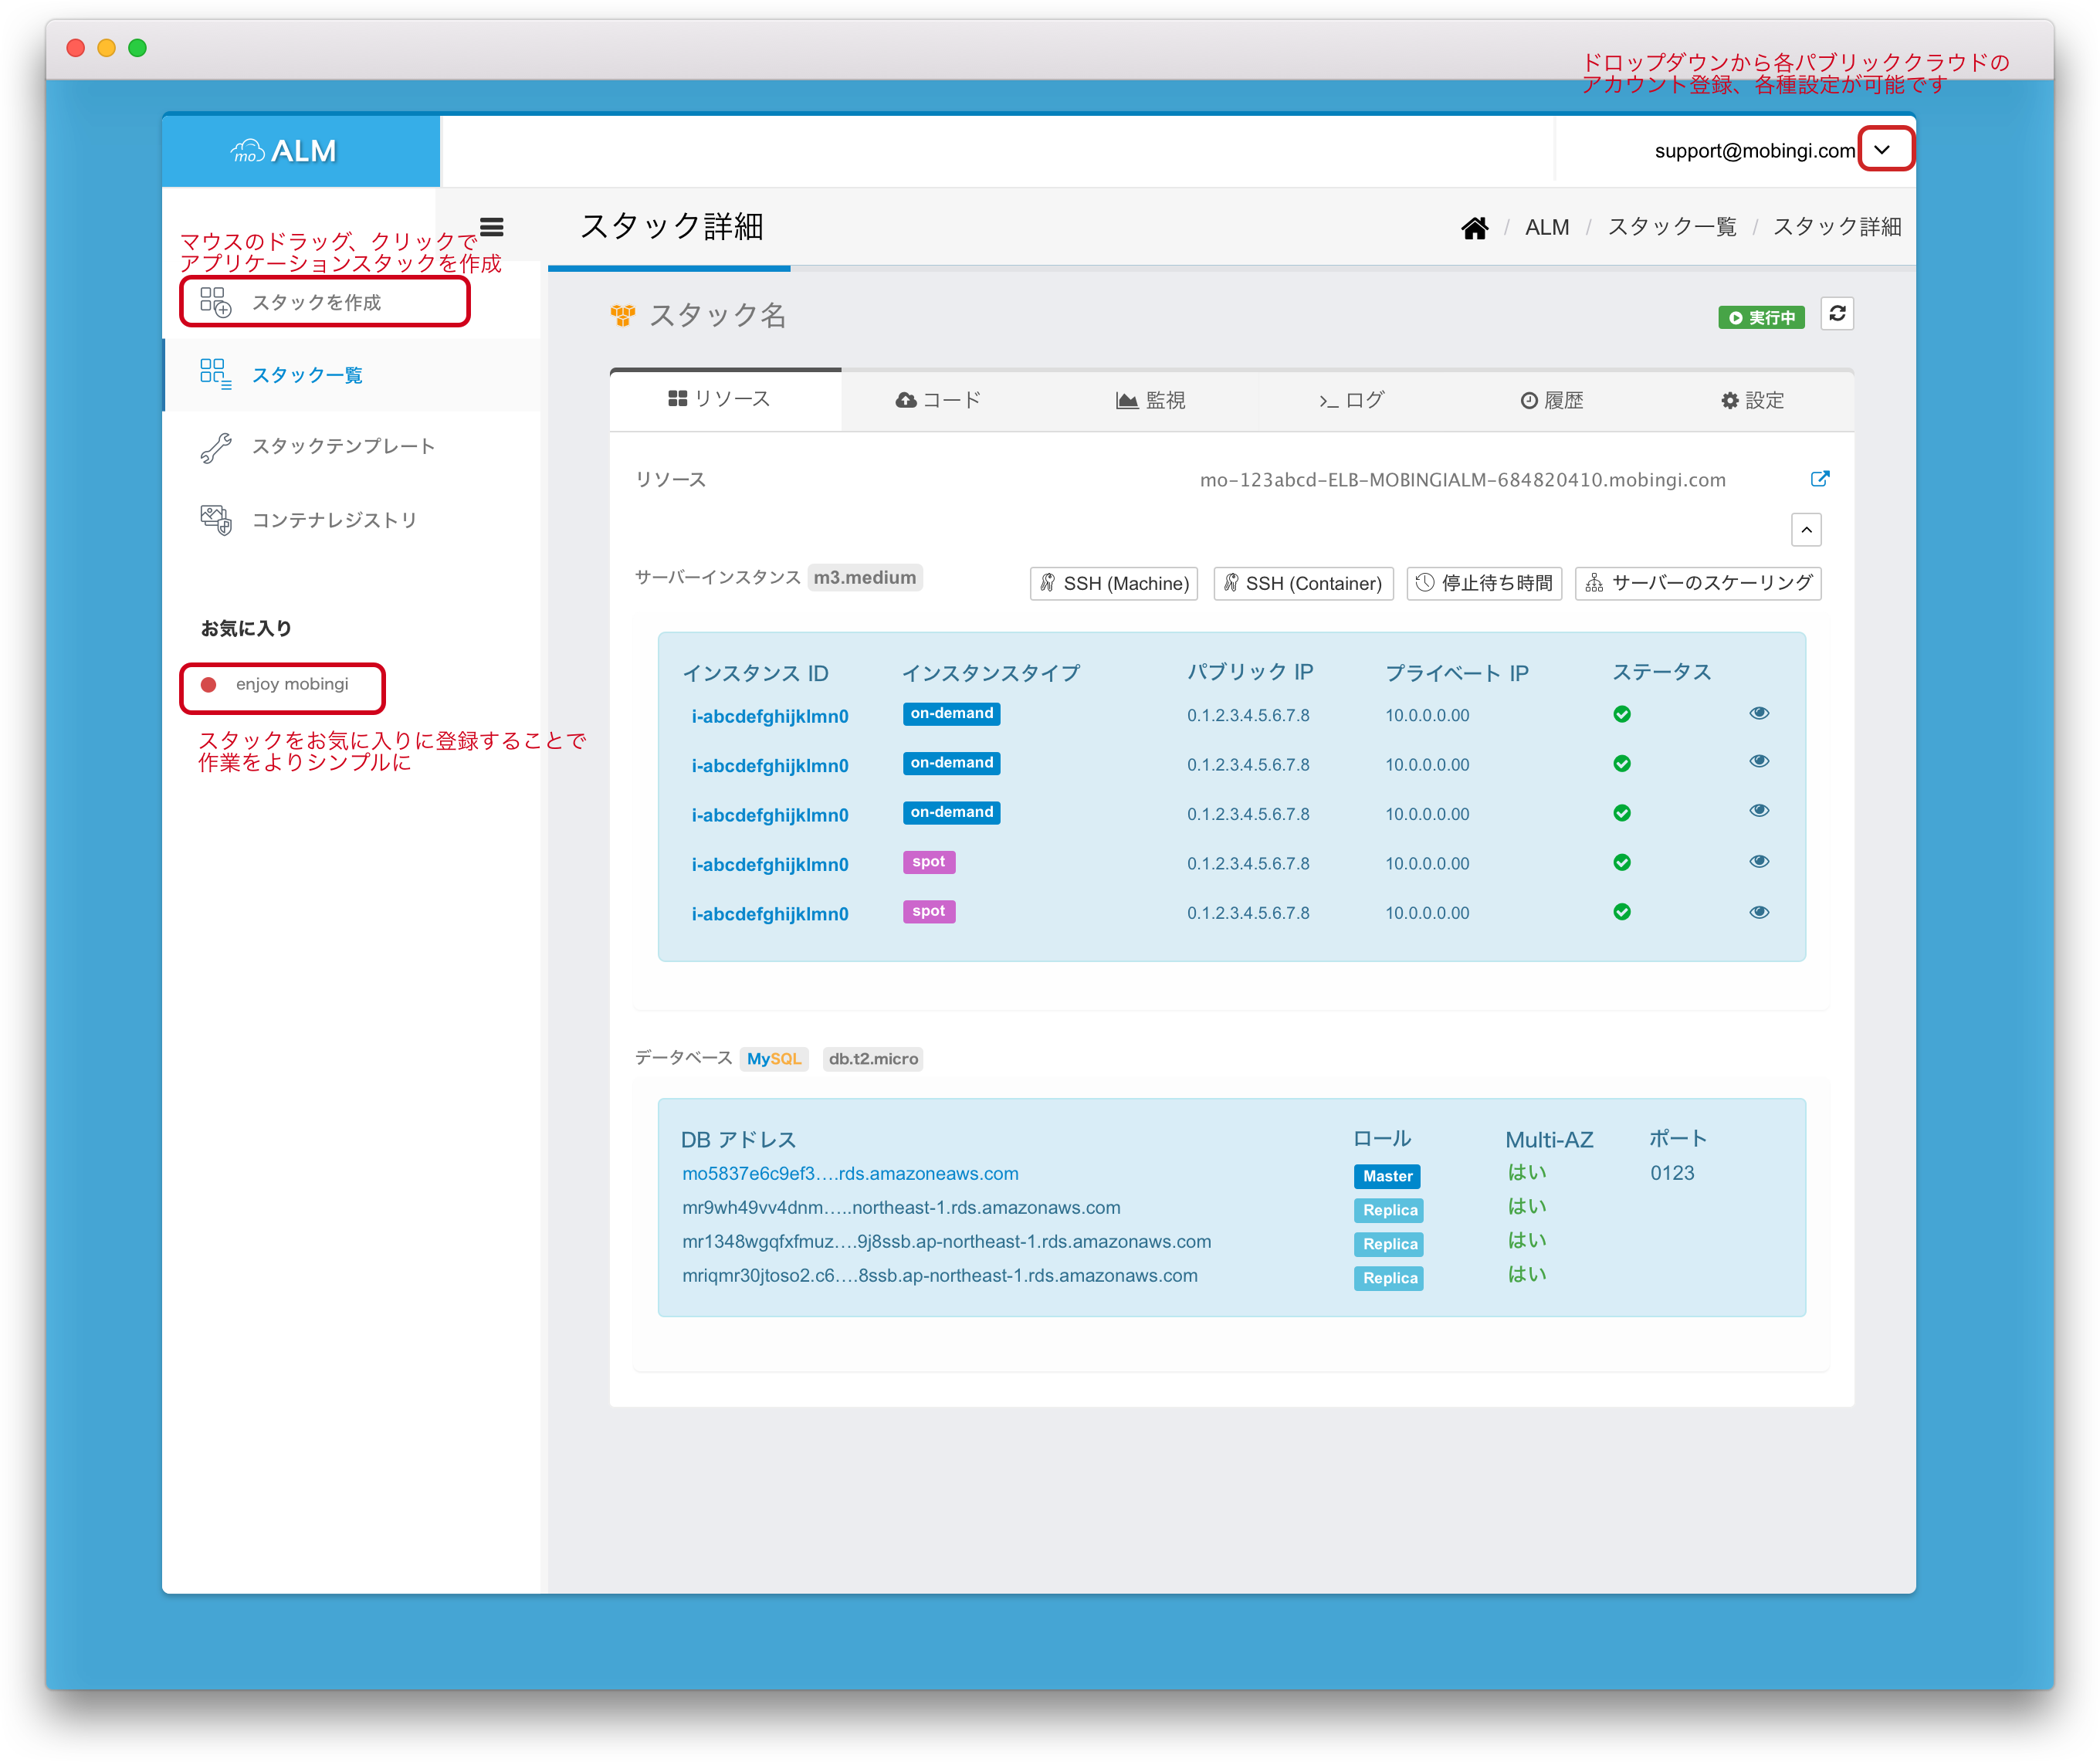 ドロップダウンから各パブリッククラウドの
アカウント登録、各種設定が可能です
mo ALM
support@mobingi.com
スタック詳細
/ ALM / スタック一覧 / スタック詳細
マウスのドラッグ、クリックで
アプリケーションスタックを作成
スタックを作成
スタック一覧
スタックテンプレート
コンテナレジストリ
お気に入り
enjoy mobingi
スタックをお気に入りに登録することで
作業をよりシンプルに
スタック名
実行中
リソース コード 監視 >_ ログ 履歴 設定
リソース mo-123abcd-ELB-MOBINGIALM-684820410.mobingi.com
サーバーインスタンス m3.medium SSH (Machine) SSH (Container) 停止待ち時間 サーバーのスケーリング
インスタンス ID インスタンスタイプ パブリック IP プライベート IP ステータス
i-abcdefghijklmn0 on-demand 0.1.2.3.4.5.6.7.8 10.0.0.0.00
i-abcdefghijklmn0 on-demand 0.1.2.3.4.5.6.7.8 10.0.0.0.00
i-abcdefghijklmn0 on-demand 0.1.2.3.4.5.6.7.8 10.0.0.0.00
i-abcdefghijklmn0 spot 0.1.2.3.4.5.6.7.8 10.0.0.0.00
i-abcdefghijklmn0 spot 0.1.2.3.4.5.6.7.8 10.0.0.0.00
データベース MySQL db.t2.micro
DB アドレス ロール Multi-AZ ポート
mo5837e6c9ef3….rds.amazoneaws.com Master はい 0123
mr9wh49vv4dnm…..northeast-1.rds.amazonaws.com Replica はい
mr1348wgqfxfmuz….9j8ssb.ap-northeast-1.rds.amazonaws.com Replica はい
mriqmr30jtoso2.c6….8ssb.ap-northeast-1.rds.amazonaws.com Replica はい